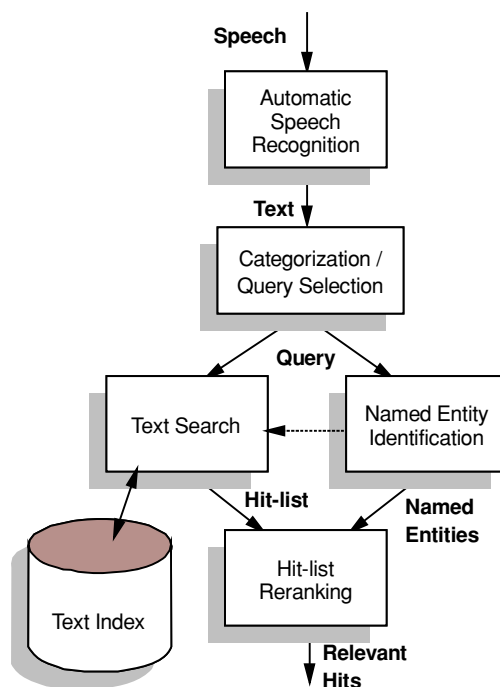 Speech
Automatic
Speech
Recognition
Text
Categorization /
Query Selection
Query
Text Search
Named Entity
Identification
Hit-list
Named
Entities
Text Index
Hit-list
Reranking
Relevant
Hits